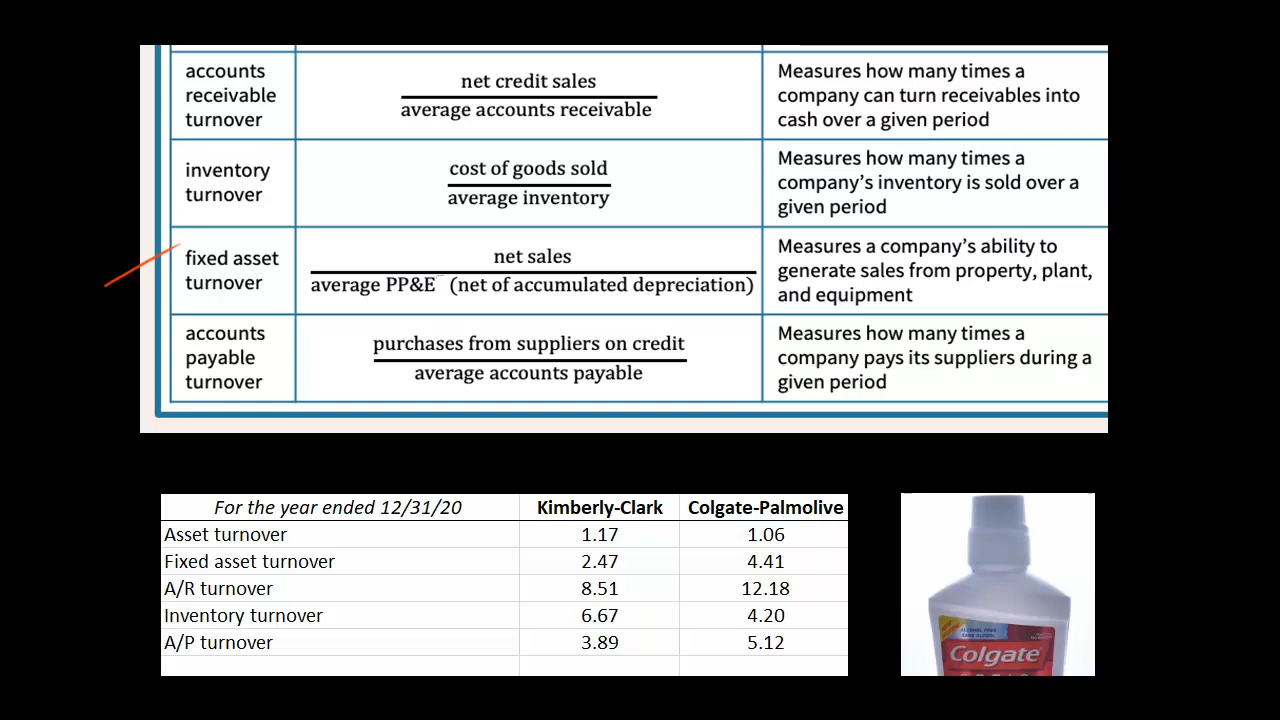 accounts
receivable
turnover
net credit sales
average accounts receivable
Measures how many times a
company can turn receivables into
cash over a given period
inventory
turnover
cost of goods sold
average inventory
Measures how many times a
company’s inventory is sold over a
given period
fixed asset
turnover
net sales
average PP&E (net of accumulated depreciation)
Measures a company’s ability to
generate sales from property, plant,
and equipment
accounts
payable
turnover
purchases from suppliers on credit
average accounts payable
Measures how many times a
company pays its suppliers during a
given period
For the year ended 12/31/20 Kimberly-Clark Colgate-Palmolive
Asset turnover 1.17 1.06
Fixed asset turnover 2.47 4.41
A/R turnover 8.51 12.18
Inventory turnover 6.67 4.20
A/P turnover 3.89 5.12
ALCOHOL FREE
SANS ALCOOL
Colgate